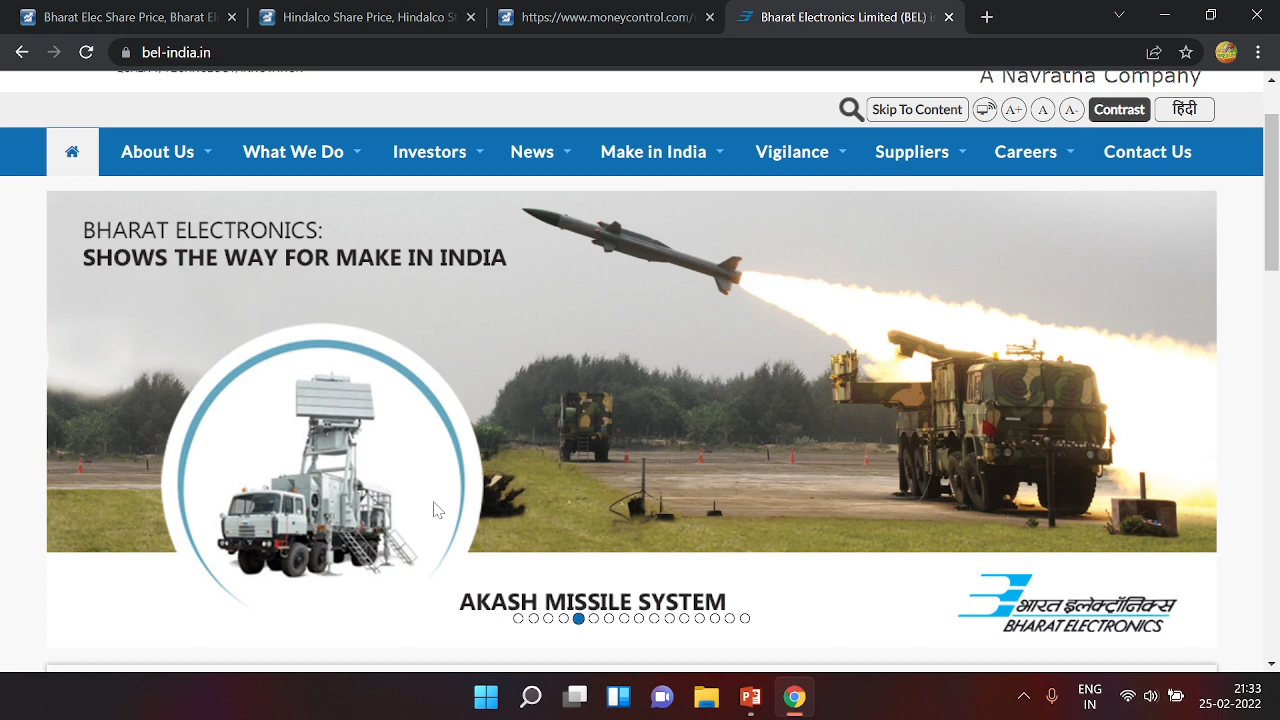 Bharat Elec Share Price, Bharat El
Hindalco Share Price, Hindalco St
https://www.moneycontrol.com/
Bharat Electronics Limited (BEL) is
bel-india.in
A Navratna Company
Skip To Content
A+
A
A-
Contrast
हिंदी
About Us
What We Do
Investors
News
Make in India
Vigilance
Suppliers
Careers
Contact Us
BHARAT ELECTRONICS:
SHOWS THE WAY FOR MAKE IN INDIA
AKASH MISSILE SYSTEM
भारत इलेक्ट्रॉनिक्स
BHARAT ELECTRONICS
ENG
IN
21:33
25-02-2022